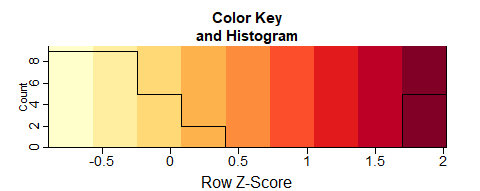 Color Key
and Histogram
Count
0 2 4 6 8
-0.5 0 0.5 1 1.5 2
Row Z-Score